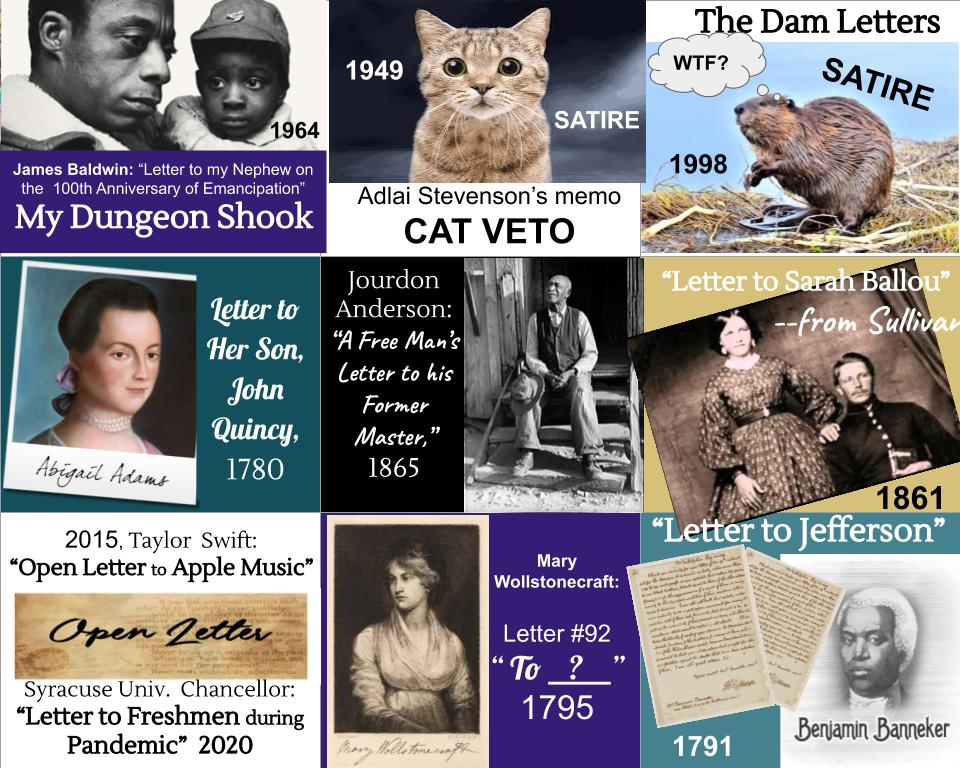 1964
James Baldwin: “Letter to my Nephew on
the 100th Anniversary of Emancipation”
My Dungeon Shook
1949
SATIRE
Adlai Stevenson’s memo
CAT VETO
The Dam Letters
WTF?
SATIRE
1998
Letter to
Her Son,
John
Quincy,
1780
Abigail Adams
Jourdon
Anderson:
“A Free Man’s
Letter to his
Former
Master,”
1865
“Letter to Sarah Ballou”
--from Sullivan
1861
2015, Taylor Swift:
“Open Letter to Apple Music”
Open Letter
Syracuse Univ. Chancellor:
“Letter to Freshmen during
Pandemic” 2020
Mary
Wollstonecraft:
Letter #92
“ To __?__ ”
1795
Mary Wollstonecraft
“Letter to Jefferson”
1791
Benjamin Banneker